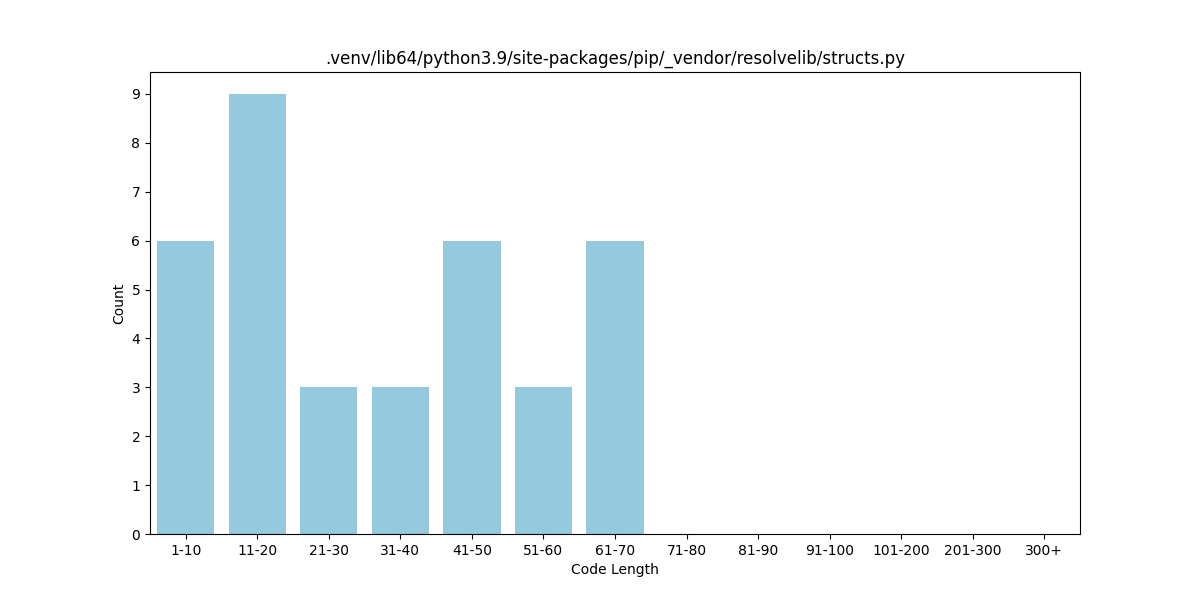 .venv/lib64/python3.9/site-packages/pip/_vendor/resolvelib/structs.py
9
8
7
6
5
4
3
2
1
0
Count
1-10 11-20 21-30 31-40 41-50 51-60 61-70 71-80 81-90 91-100 101-200 201-300 300+
Code Length